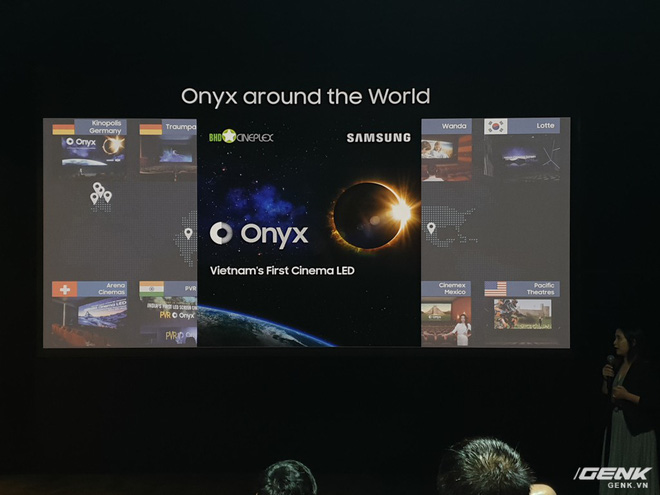 Onyx around the World
Kinopolis
Germany
Traumpa
Onyx
BHD CINEPLEX
SAMSUNG
Wanda
Lotte
Onyx
Vietnam's First Cinema LED
Arena
Cinemas
PVR
PVR Onyx
PVR
Cinemex
Mexico
Pacific
Theatres
GENK
GENK.VN